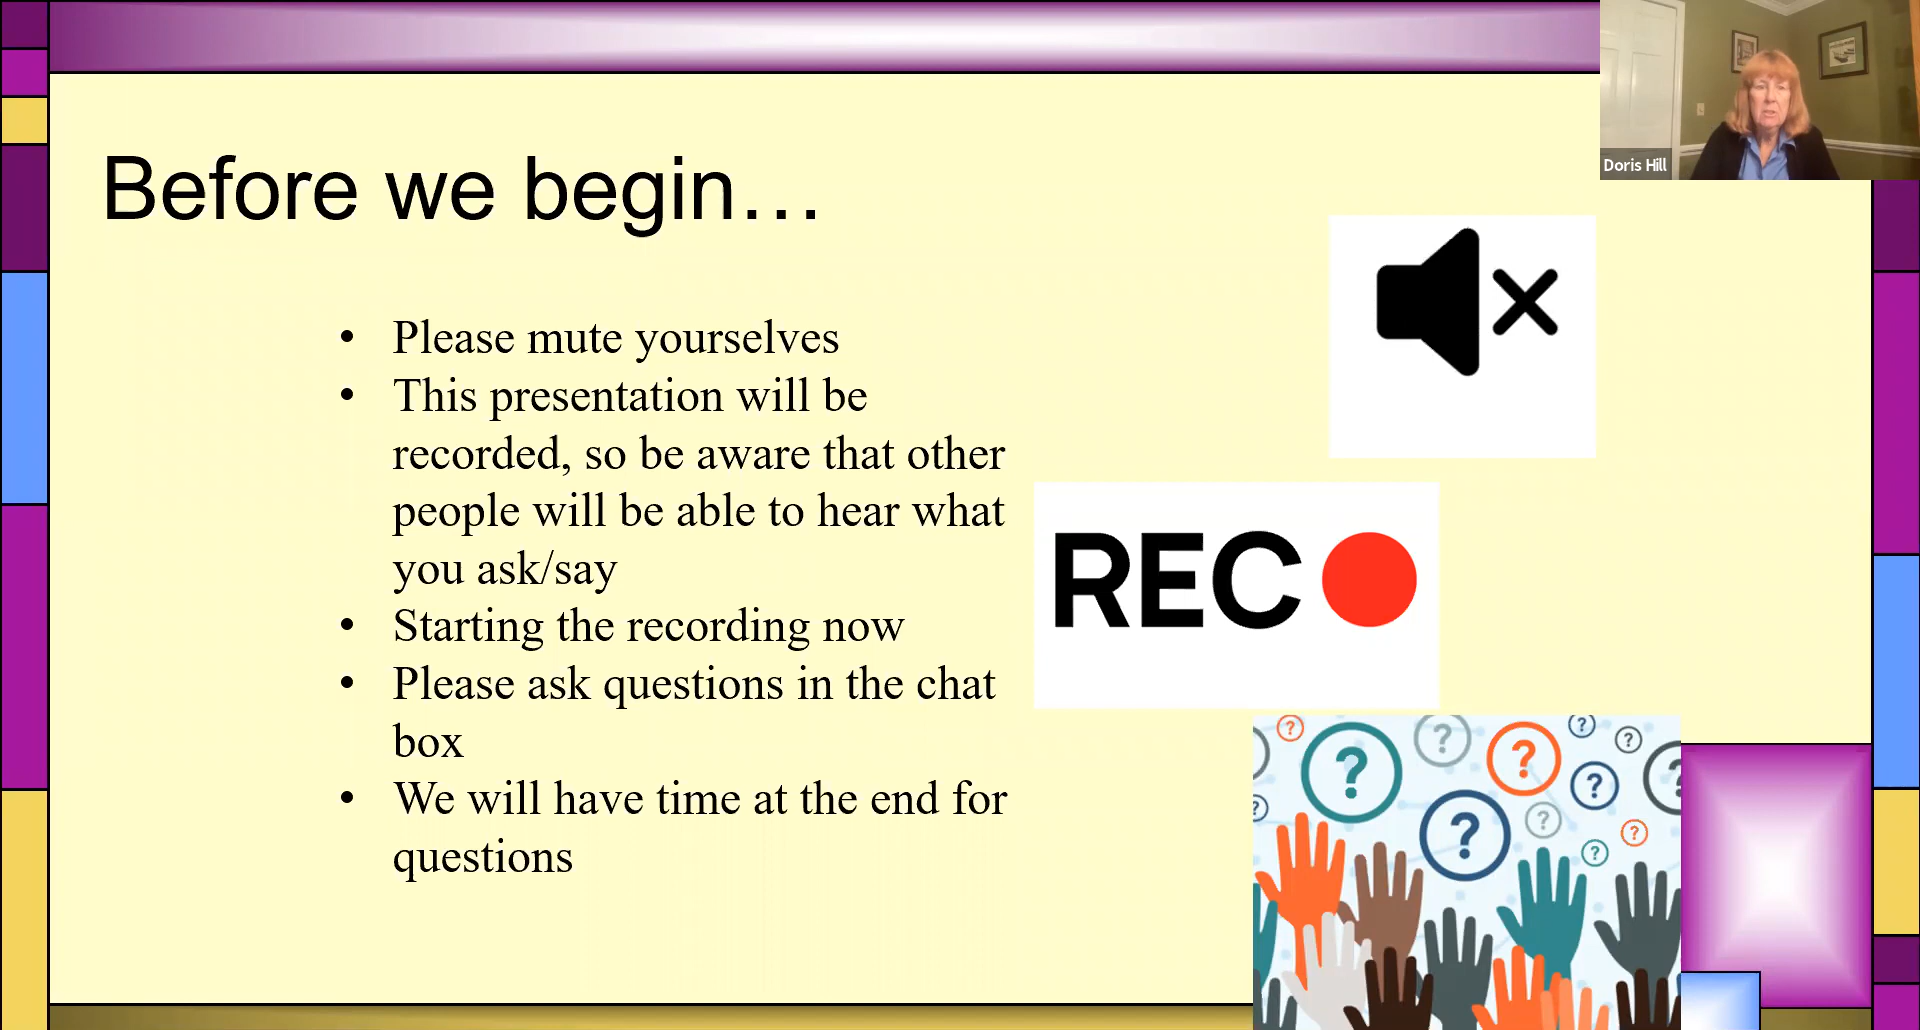 Before we begin…
• Please mute yourselves
• This presentation will be
recorded, so be aware that other
people will be able to hear what
you ask/say
• Starting the recording now
• Please ask questions in the chat
box
• We will have time at the end for
questions
Doris Hill
REC
? ? ? ? ? ? ?
? ? ? ? ? ?